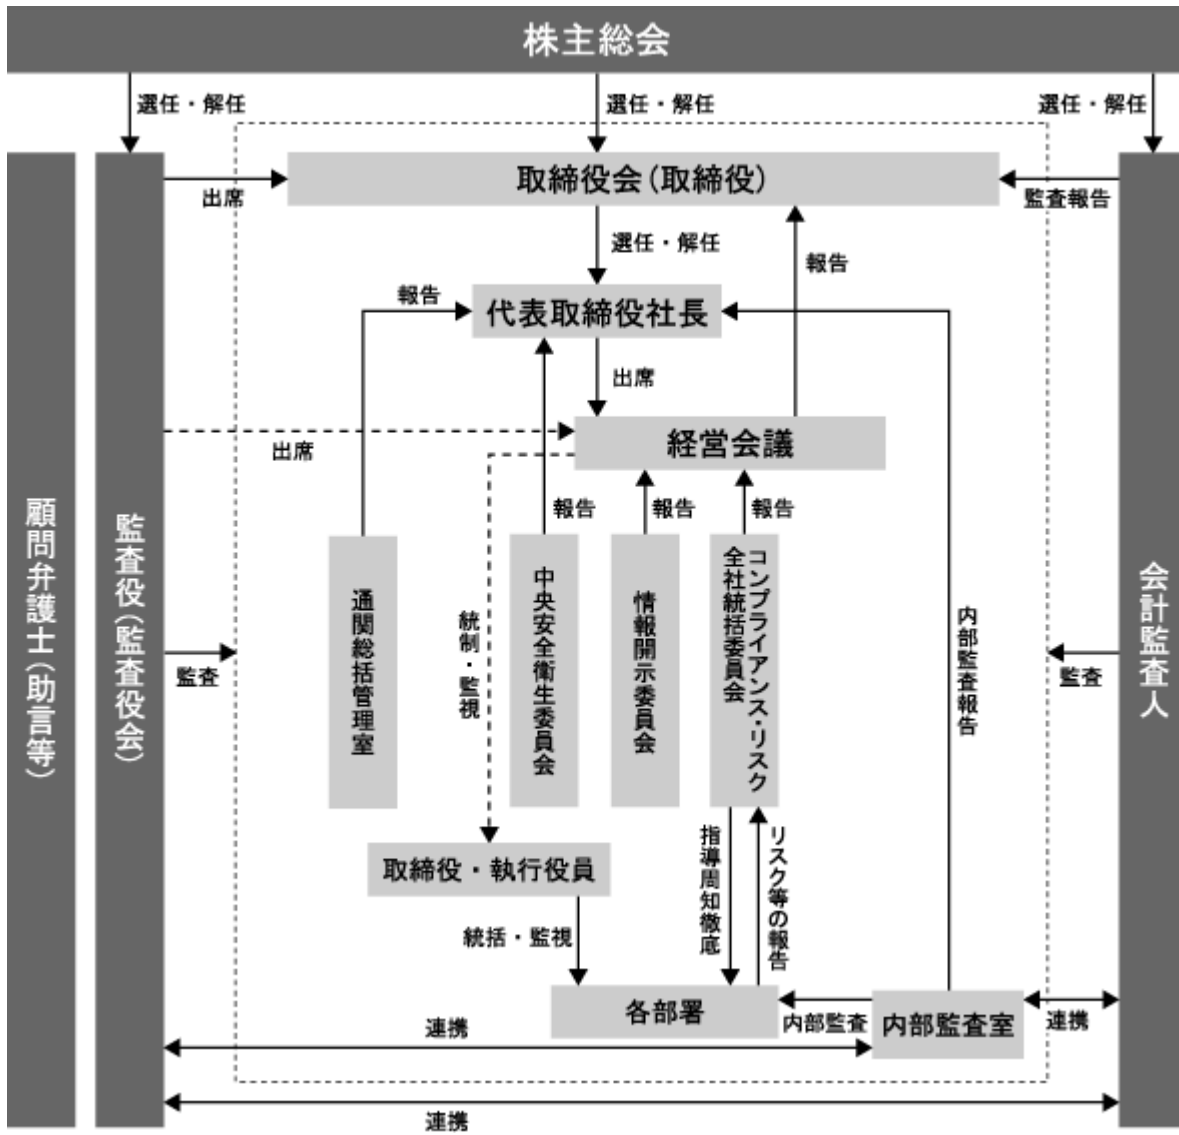 株主総会
選任・解任
選任・解任
選任・解任
取締役会(取締役)
出席
監査報告
選任・解任
報告
報告
代表取締役社長
出席
経営会議
出席
報告
報告
報告
顧問弁護士(助言等)
監査役(監査役会)
会計監査人
通関総括管理室
統制・監視
中央安全衛生委員会
情報開示委員会
コンプライアンス・リスク
全社統括委員会
内部監査報告
監査
監査
取締役・執行役員
指導周知徹底
リスク等の報告
統括・監視
各部署
内部監査
内部監査室
連携
連携
連携